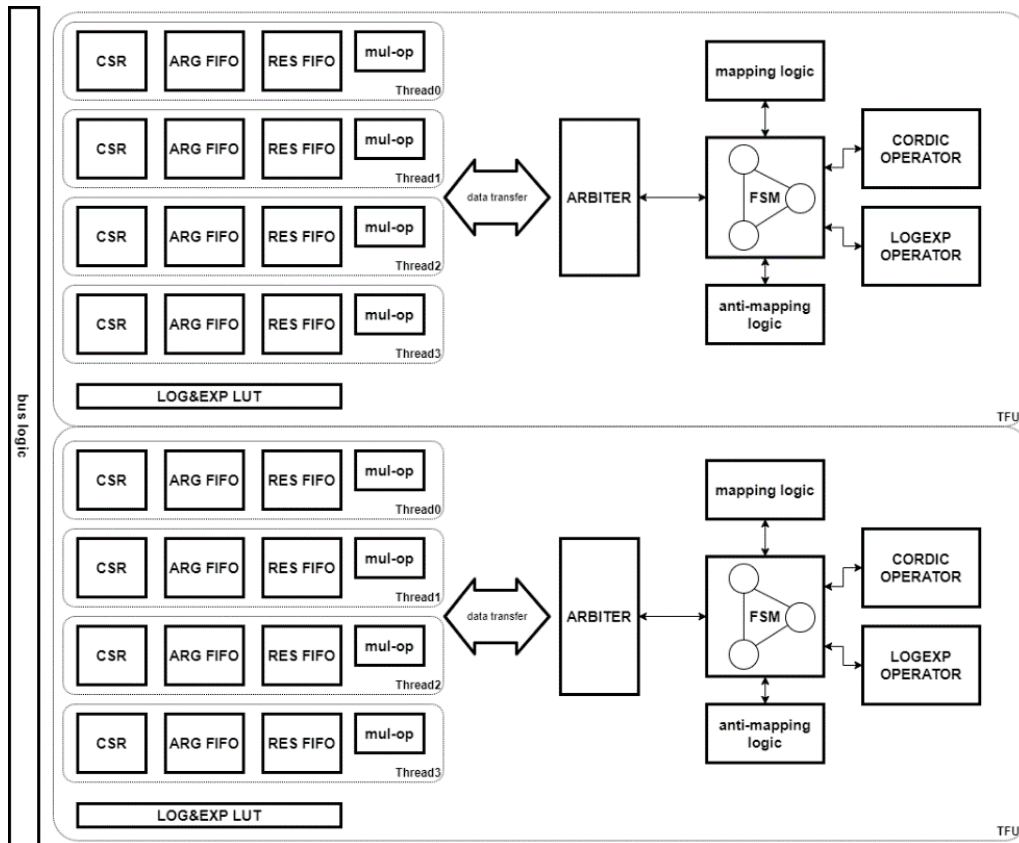 bus logic
CSR
ARG FIFO
RES FIFO
mul-op
Thread0
CSR
ARG FIFO
RES FIFO
mul-op
Thread1
CSR
ARG FIFO
RES FIFO
mul-op
Thread2
CSR
ARG FIFO
RES FIFO
mul-op
Thread3
LOG&EXP LUT
data transfer
ARBITER
mapping logic
FSM
anti-mapping
logic
CORDIC
OPERATOR
LOGEXP
OPERATOR
TFU
CSR
ARG FIFO
RES FIFO
mul-op
Thread0
CSR
ARG FIFO
RES FIFO
mul-op
Thread1
CSR
ARG FIFO
RES FIFO
mul-op
Thread2
CSR
ARG FIFO
RES FIFO
mul-op
Thread3
LOG&EXP LUT
data transfer
ARBITER
mapping logic
FSM
anti-mapping
logic
CORDIC
OPERATOR
LOGEXP
OPERATOR
TFU